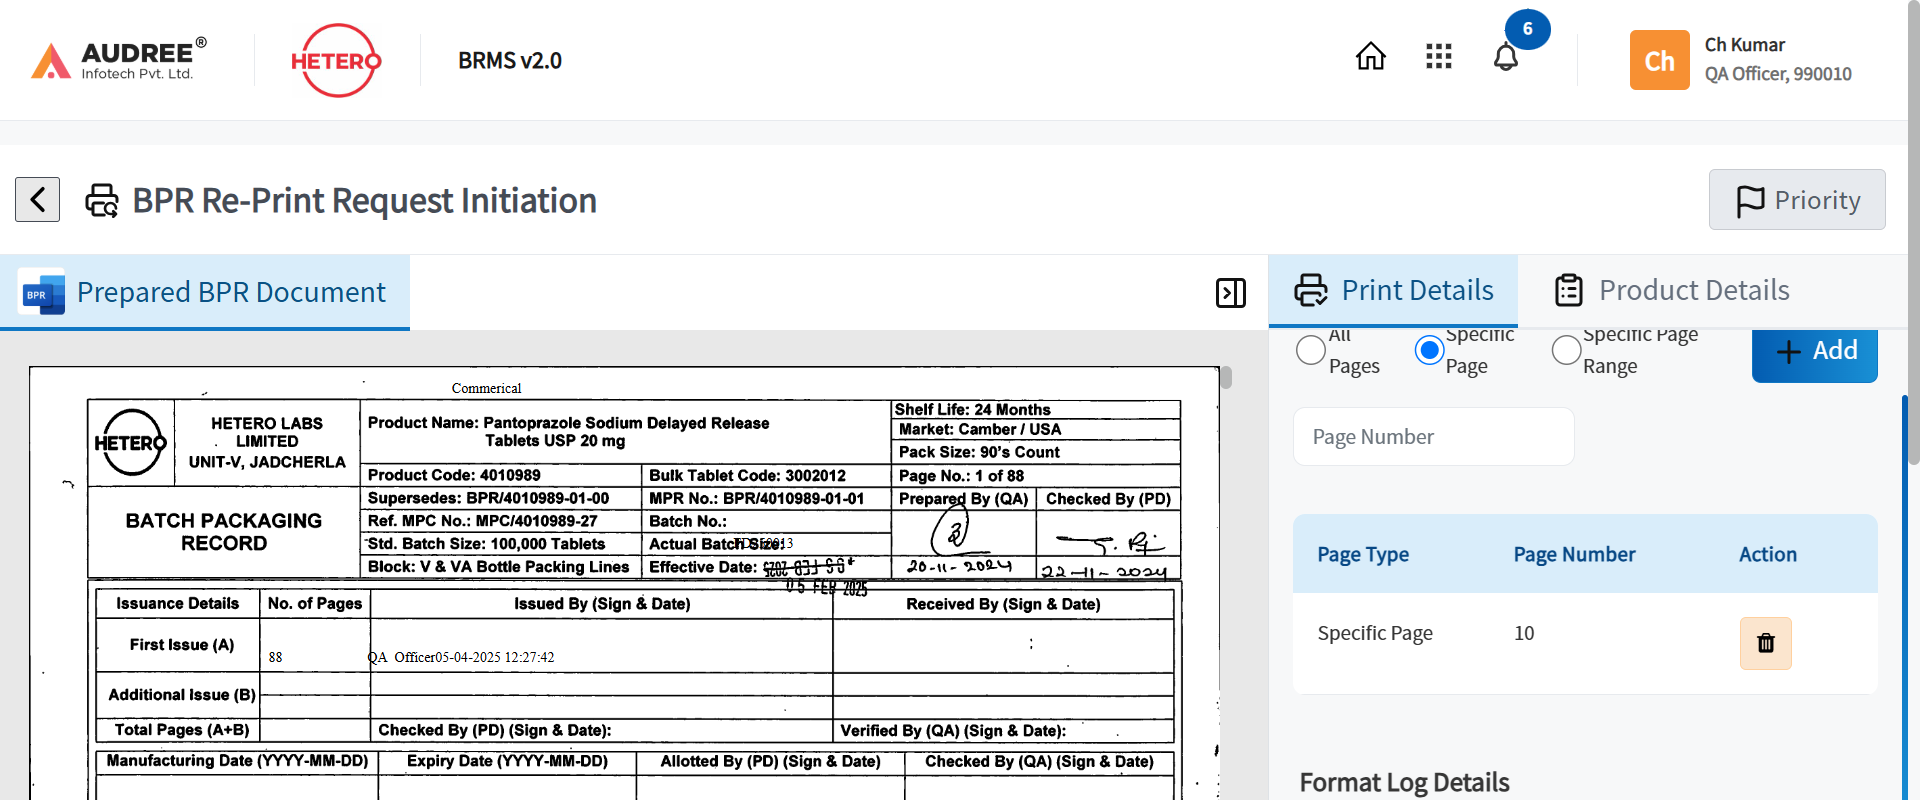 AUDREE®
Infotech Pvt. Ltd.
HETERO
BRMS v2.0
6
Ch
Ch Kumar
QA Officer, 990010
BPR Re-Print Request Initiation
Priority
BPR
Prepared BPR Document
Print Details
Product Details
All Pages
Specific Page
Specific Page Range
+ Add
Page Number
Page Type
Page Number
Action
Specific Page
10
Format Log Details
Commerical
HETERO
HETERO LABS
LIMITED
UNIT-V, JADCHERLA
Product Name: Pantoprazole Sodium Delayed Release
Tablets USP 20 mg
Shelf Life: 24 Months
Market: Camber / USA
Pack Size: 90's Count
Product Code: 4010989
Bulk Tablet Code: 3002012
Page No.: 1 of 88
BATCH PACKAGING
RECORD
Supersedes: BPR/4010989-01-00
MPR No.: BPR/4010989-01-01
Prepared By (QA)
Checked By (PD)
Ref. MPC No.: MPC/4010989-27
Batch No.:
Std. Batch Size: 100,000 Tablets
Actual Batch Size:
Block: V & VA Bottle Packing Lines
Effective Date:
20-11-2024
22-11-2024
05 FEB 2025
Issuance Details
No. of Pages
Issued By (Sign & Date)
Received By (Sign & Date)
First Issue (A)
88
QA Officer05-04-2025 12:27:42
Additional Issue (B)
Total Pages (A+B)
Checked By (PD) (Sign & Date):
Verified By (QA) (Sign & Date):
Manufacturing Date (YYYY-MM-DD)
Expiry Date (YYYY-MM-DD)
Allotted By (PD) (Sign & Date)
Checked By (QA) (Sign & Date)